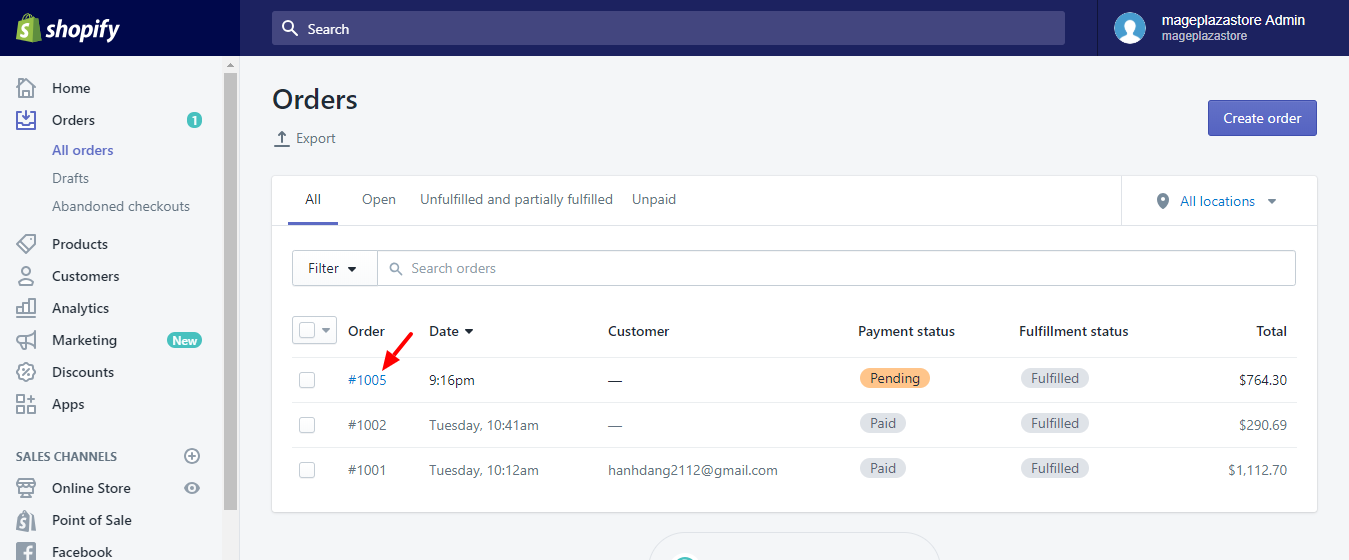 shopify
Search
mageplazastore Admin
mageplazastore
Home
Orders 1
All orders
Drafts
Abandoned checkouts
Products
Customers
Analytics
Marketing New
Discounts
Apps
SALES CHANNELS
Online Store
Point of Sale
Facebook
Orders
Export
Create order
All Open Unfulfilled and partially fulfilled Unpaid All locations
Filter Search orders
Order Date Customer Payment status Fulfillment status Total
#1005 9:16pm — Pending Fulfilled $764.30
#1002 Tuesday, 10:41am — Paid Fulfilled $290.69
#1001 Tuesday, 10:12am hanhdang2112@gmail.com Paid Fulfilled $1,112.70